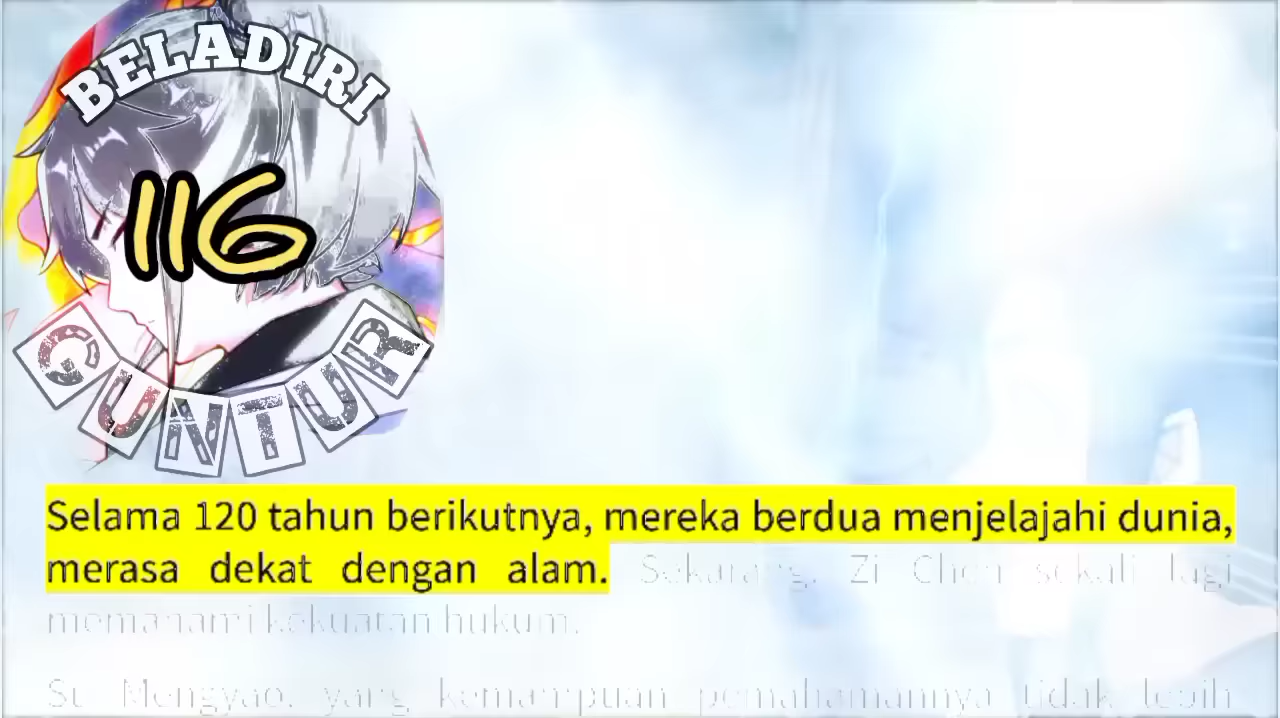 BELADIRI
116
GUNTUR
Selama 120 tahun berikutnya, mereka berdua menjelajahi dunia,
merasa dekat dengan alam. Sekarang, Zi Chen sekali lagi
memahami kekuatan hukum.
Su Mengyao, yang kemampuan pemahamannya tidak lebih